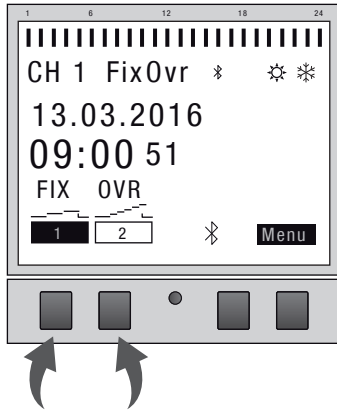 1 6 12 18 24
CH 1 FixOvr
13.03.2016
09:00 51
FIX OVR
1 2 Menu